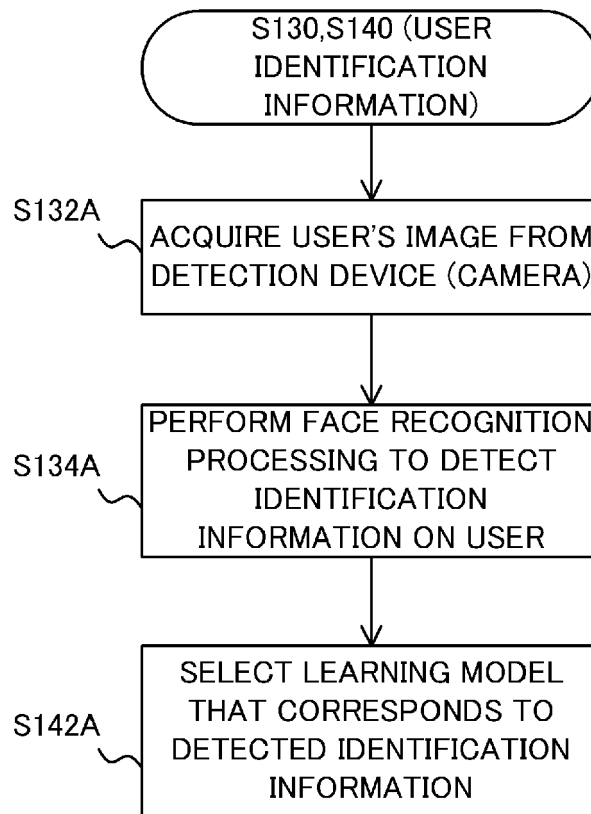 S130,S140 (USER
IDENTIFICATION
INFORMATION)
S132A
ACQUIRE USER'S IMAGE FROM
DETECTION DEVICE (CAMERA)
S134A
PERFORM FACE RECOGNITION
PROCESSING TO DETECT
IDENTIFICATION
INFORMATION ON USER
S142A
SELECT LEARNING MODEL
THAT CORRESPONDS TO
DETECTED IDENTIFICATION
INFORMATION